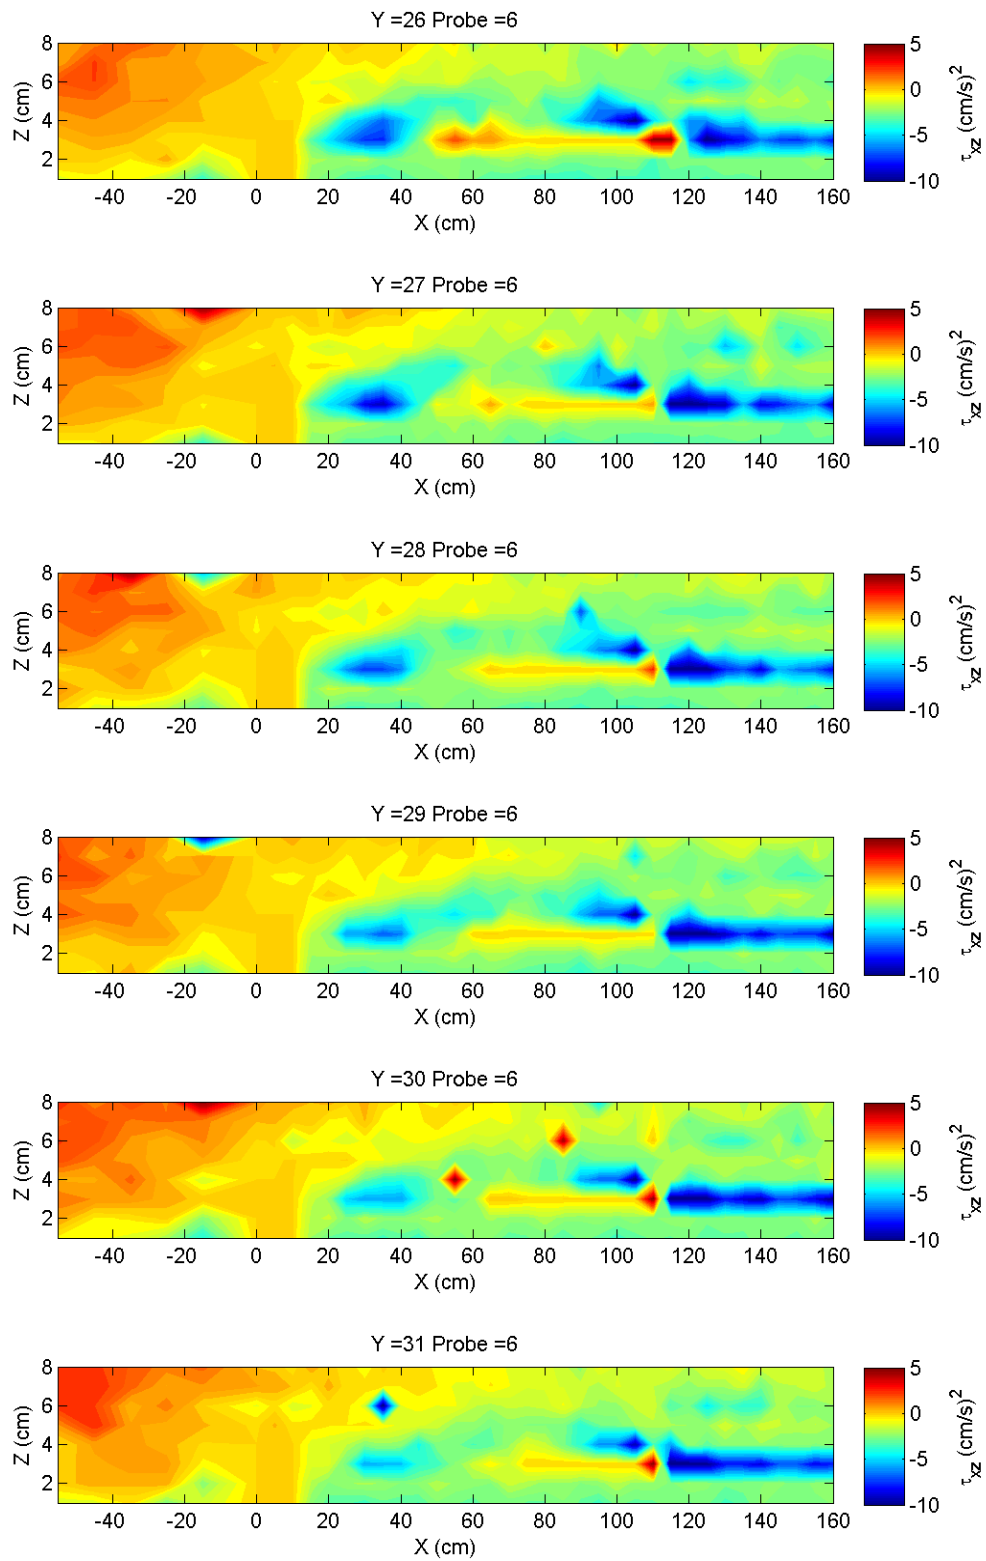 Y =26 Probe =6
8
6
4
2
Z (cm)
-40 -20 0 20 40 60 80 100 120 140 160
X (cm)
5
0
-5
-10
τxz (cm/s)²
Y =27 Probe =6
8
6
4
2
Z (cm)
-40 -20 0 20 40 60 80 100 120 140 160
X (cm)
5
0
-5
-10
τxz (cm/s)²
Y =28 Probe =6
8
6
4
2
Z (cm)
-40 -20 0 20 40 60 80 100 120 140 160
X (cm)
5
0
-5
-10
τxz (cm/s)²
Y =29 Probe =6
8
6
4
2
Z (cm)
-40 -20 0 20 40 60 80 100 120 140 160
X (cm)
5
0
-5
-10
τxz (cm/s)²
Y =30 Probe =6
8
6
4
2
Z (cm)
-40 -20 0 20 40 60 80 100 120 140 160
X (cm)
5
0
-5
-10
τxz (cm/s)²
Y =31 Probe =6
8
6
4
2
Z (cm)
-40 -20 0 20 40 60 80 100 120 140 160
X (cm)
5
0
-5
-10
τxz (cm/s)²